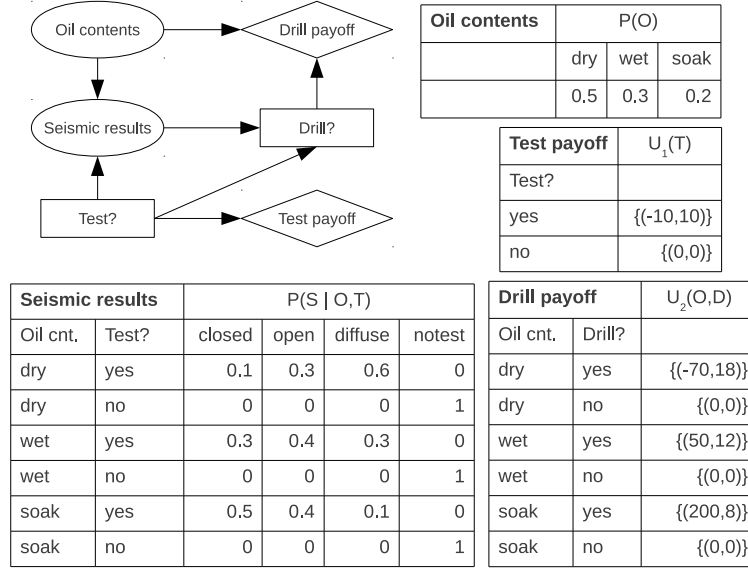 Oil contents
Drill payoff
Seismic results
Drill?
Test?
Test payoff
Oil contents P(O)
dry wet soak
0.5 0.3 0.2
Test payoff U₁(T)
Test?
yes {(-10,10)}
no {(0,0)}
Seismic results P(S | O,T)
Oil cnt. Test? closed open diffuse notest
dry yes 0.1 0.3 0.6 0
dry no 0 0 0 1
wet yes 0.3 0.4 0.3 0
wet no 0 0 0 1
soak yes 0.5 0.4 0.1 0
soak no 0 0 0 1
Drill payoff U₂(O,D)
Oil cnt. Drill?
dry yes {(-70,18)}
dry no {(0,0)}
wet yes {(50,12)}
wet no {(0,0)}
soak yes {(200,8)}
soak no {(0,0)}